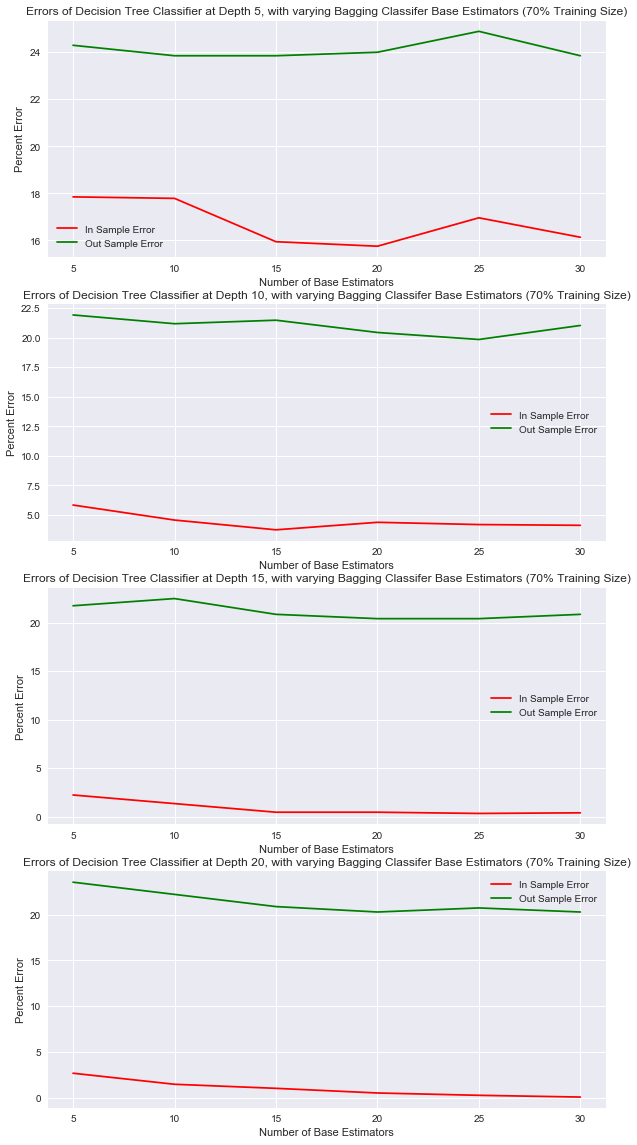 Errors of Decision Tree Classifier at Depth 5, with varying Bagging Classifer Base Estimators (70% Training Size)
24
22
20
18
16
Percent Error
In Sample Error
Out Sample Error
5 10 15 20 25 30
Number of Base Estimators
Errors of Decision Tree Classifier at Depth 10, with varying Bagging Classifer Base Estimators (70% Training Size)
22.5
20.0
17.5
15.0
12.5
10.0
7.5
5.0
Percent Error
In Sample Error
Out Sample Error
5 10 15 20 25 30
Number of Base Estimators
Errors of Decision Tree Classifier at Depth 15, with varying Bagging Classifer Base Estimators (70% Training Size)
20
15
10
5
0
Percent Error
In Sample Error
Out Sample Error
5 10 15 20 25 30
Number of Base Estimators
Errors of Decision Tree Classifier at Depth 20, with varying Bagging Classifer Base Estimators (70% Training Size)
20
15
10
5
0
Percent Error
In Sample Error
Out Sample Error
5 10 15 20 25 30
Number of Base Estimators